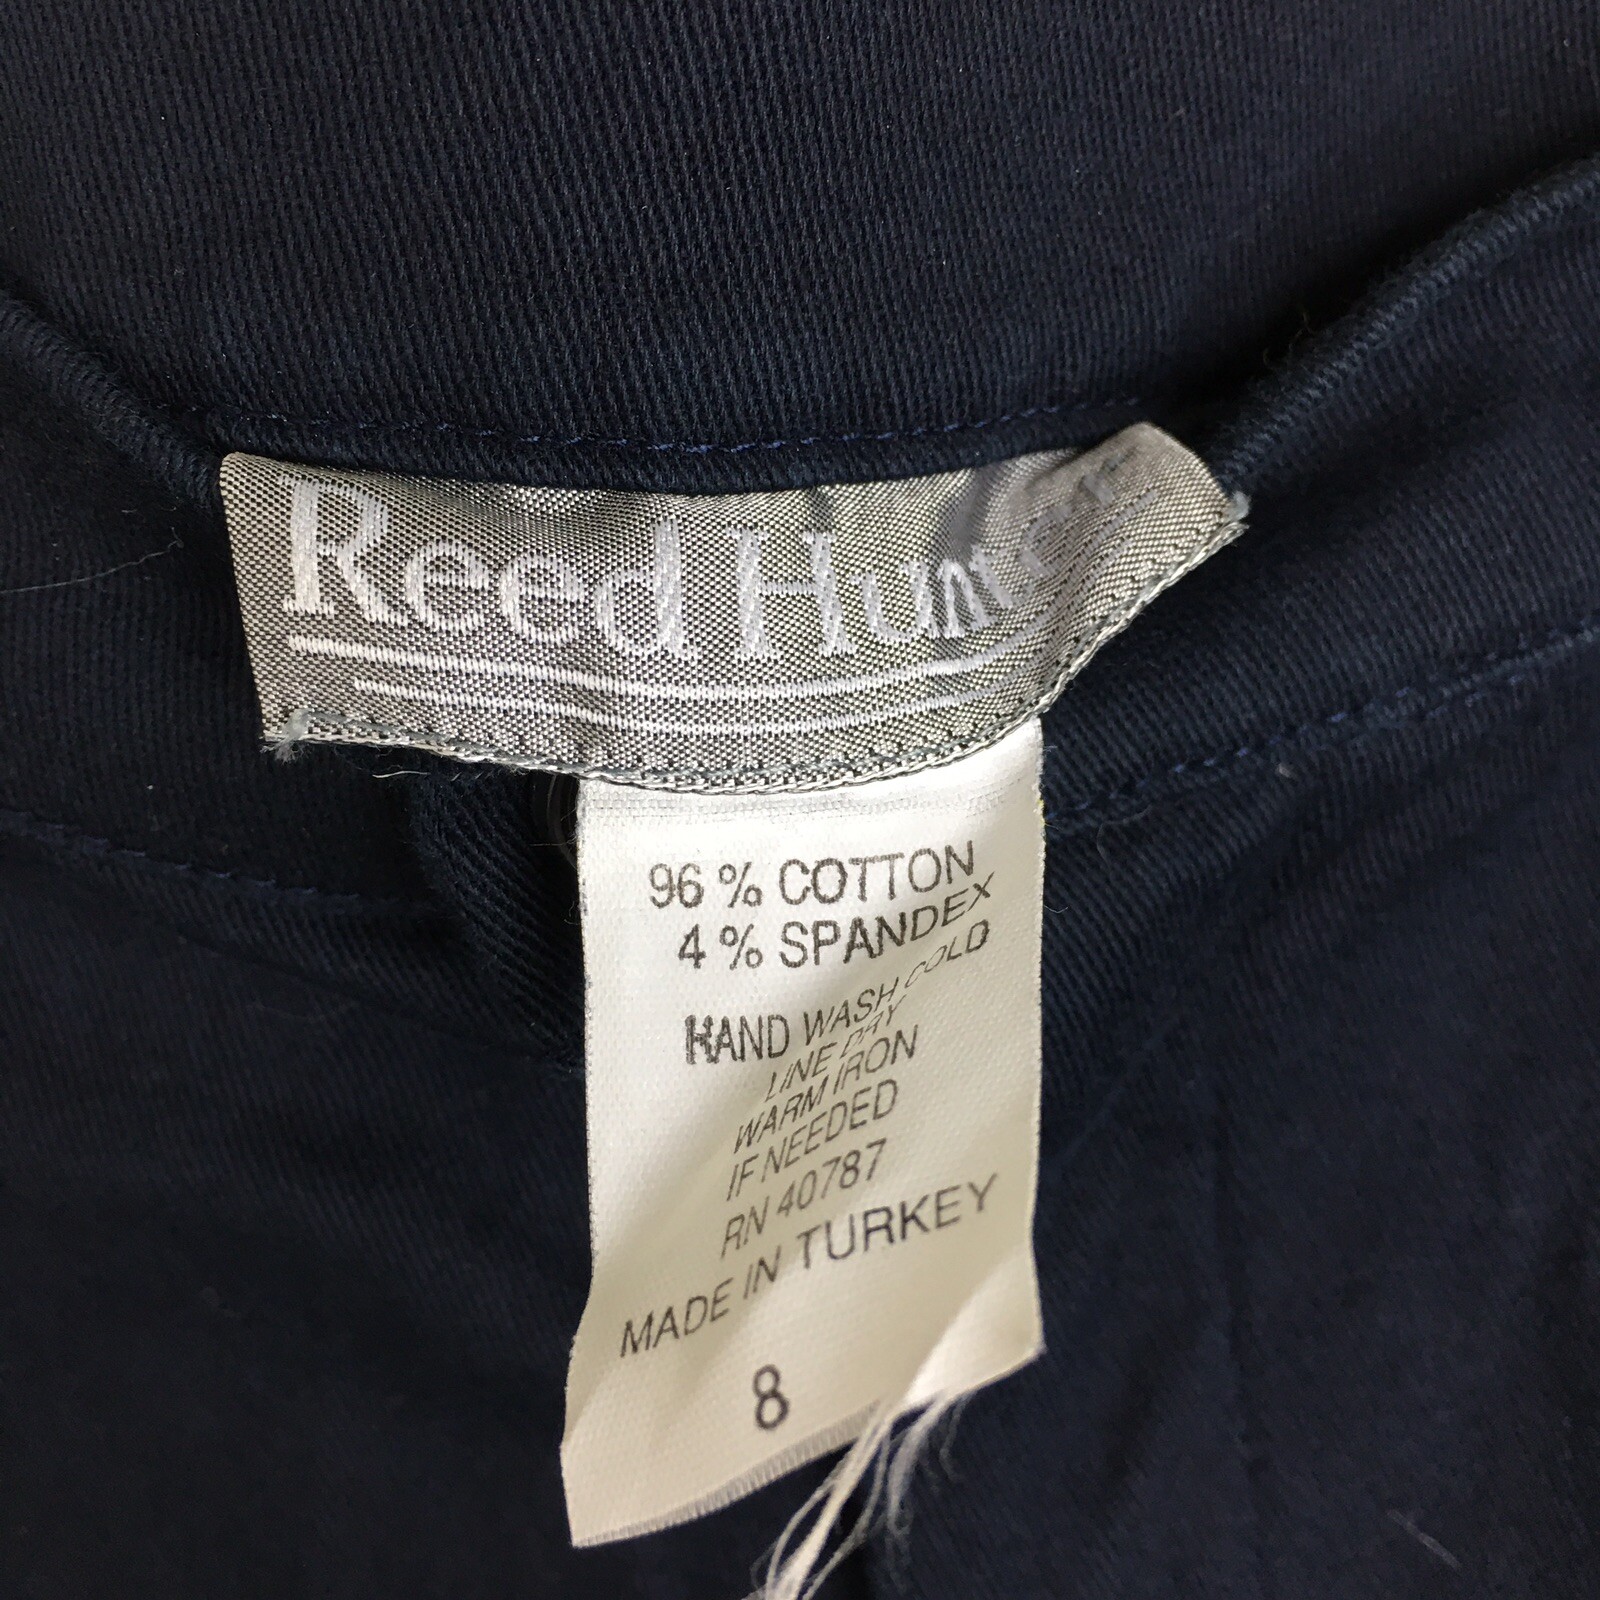 Reed Hunter
96 % COTTON
4 % SPANDEX
HAND WASH COLD
LINE DRY
WARM IRON
IF NEEDED
RN 40787
MADE IN TURKEY
8